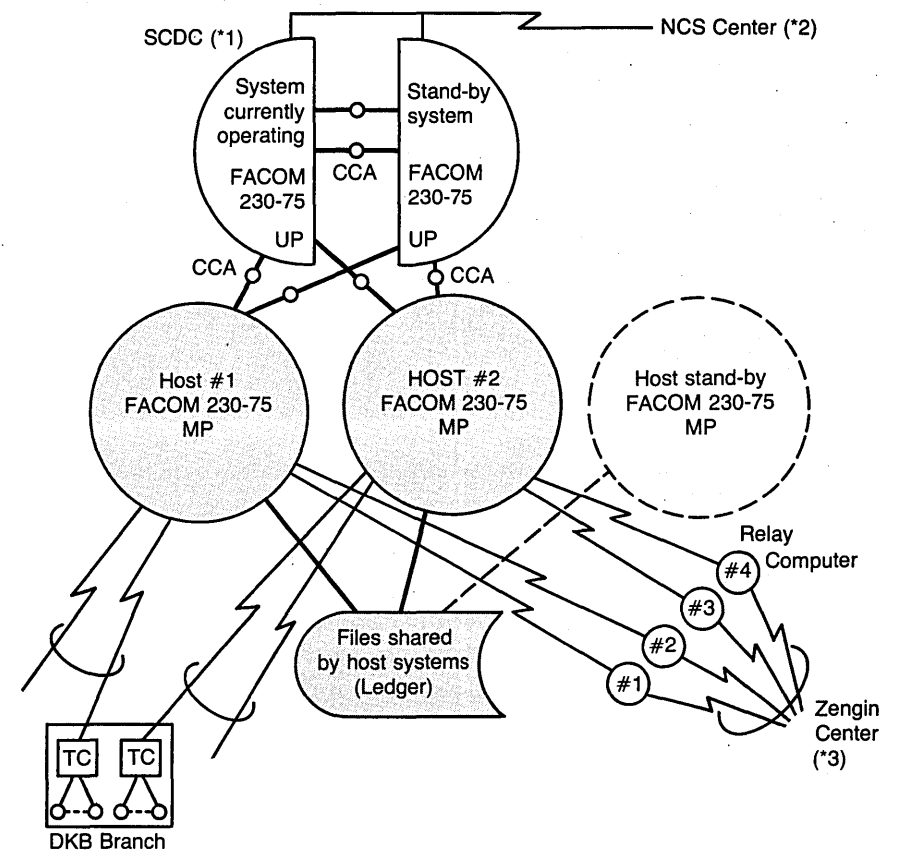 SCDC (*1)
NCS Center (*2)
System
currently
operating
FACOM
230-75
UP
Stand-by
system
FACOM
230-75
UP
CCA
CCA
CCA
Host #1
FACOM 230-75
MP
HOST #2
FACOM 230-75
MP
Host stand-by
FACOM 230-75
MP
Relay
Computer
#4
#3
#2
#1
Files shared
by host systems
(Ledger)
Zengin
Center
(*3)
TC
TC
DKB Branch